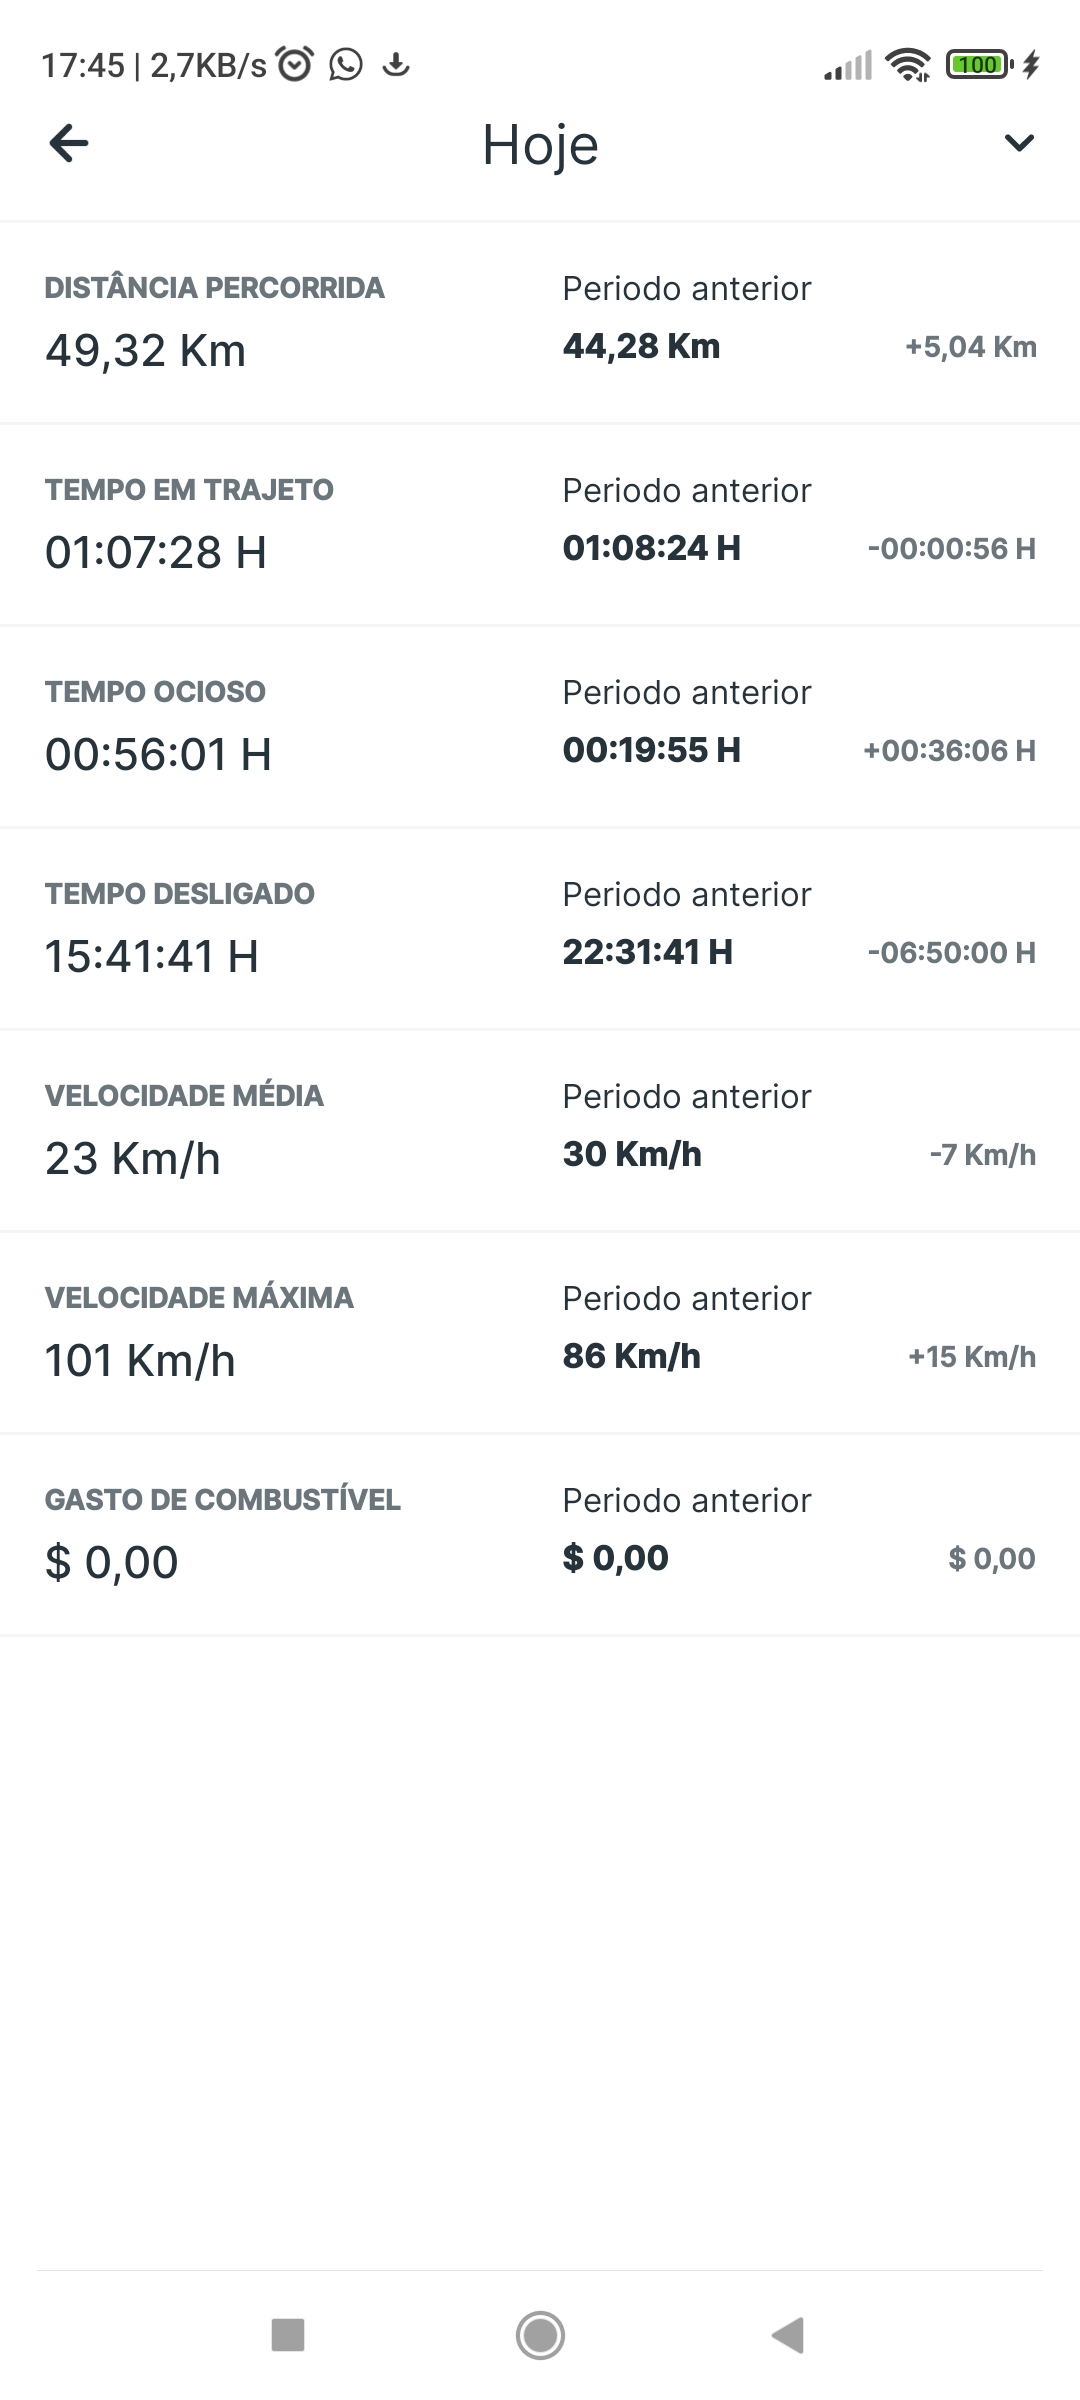 17:45 | 2,7KB/s
100
Hoje
DISTÂNCIA PERCORRIDA
49,32 Km
Periodo anterior
44,28 Km
+5,04 Km
TEMPO EM TRAJETO
01:07:28 H
Periodo anterior
01:08:24 H
-00:00:56 H
TEMPO OCIOSO
00:56:01 H
Periodo anterior
00:19:55 H
+00:36:06 H
TEMPO DESLIGADO
15:41:41 H
Periodo anterior
22:31:41 H
-06:50:00 H
VELOCIDADE MÉDIA
23 Km/h
Periodo anterior
30 Km/h
-7 Km/h
VELOCIDADE MÁXIMA
101 Km/h
Periodo anterior
86 Km/h
+15 Km/h
GASTO DE COMBUSTÍVEL
$ 0,00
Periodo anterior
$ 0,00
$ 0,00